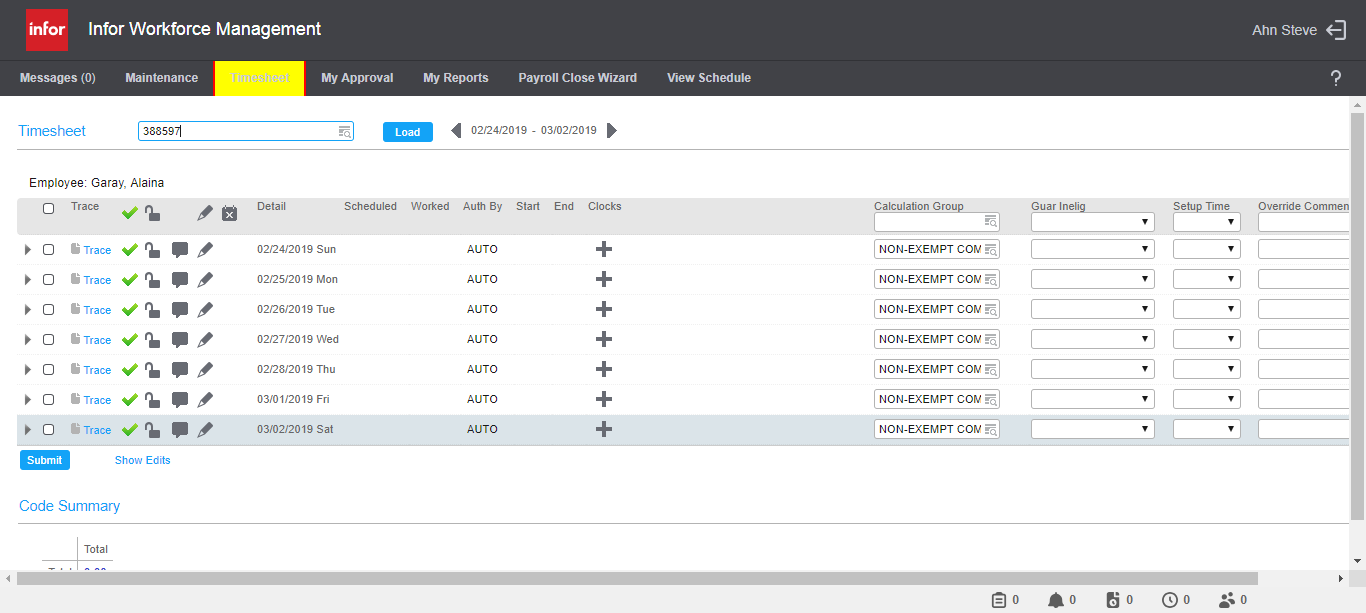 infor Infor Workforce Management Ahn Steve
Messages (0) Maintenance Timesheet My Approval My Reports Payroll Close Wizard View Schedule ?
Timesheet 388597 Load 02/24/2019 - 03/02/2019
Employee: Garay, Alaina
Trace Detail Scheduled Worked Auth By Start End Clocks Calculation Group Guar Inelig Setup Time Override Commen
Trace 02/24/2019 Sun AUTO NON-EXEMPT COM
Trace 02/25/2019 Mon AUTO NON-EXEMPT COM
Trace 02/26/2019 Tue AUTO NON-EXEMPT COM
Trace 02/27/2019 Wed AUTO NON-EXEMPT COM
Trace 02/28/2019 Thu AUTO NON-EXEMPT COM
Trace 03/01/2019 Fri AUTO NON-EXEMPT COM
Trace 03/02/2019 Sat AUTO NON-EXEMPT COM
Submit Show Edits
Code Summary
Total
0 0 0 0 0